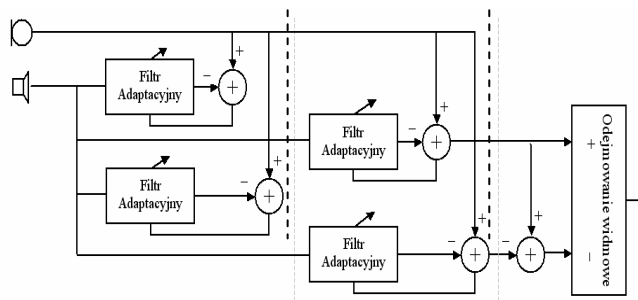 Filtr
Adaptacyjny
Filtr
Adaptacyjny
Filtr
Adaptacyjny
Filtr
Adaptacyjny
Odejmowanie widmowe
+
−
+
−
+
+
−
+
+
−
+
+
−
+
−
+
+
+
−